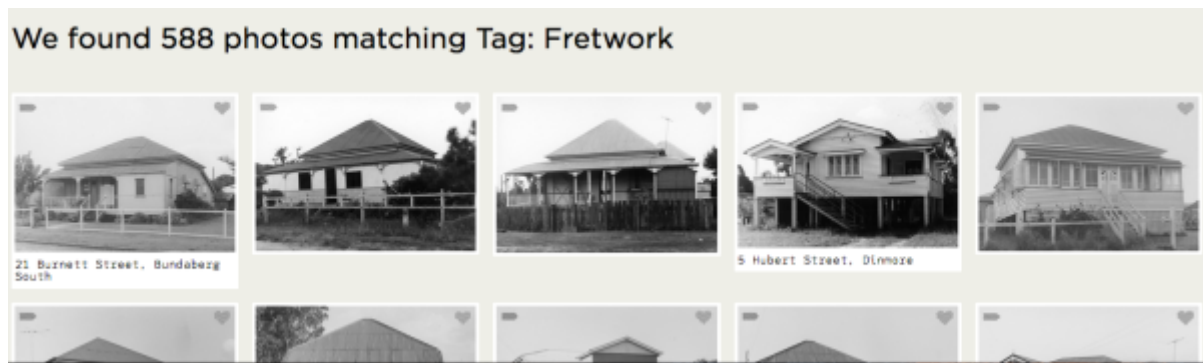 We found 588 photos matching Tag: Fretwork
21 Burnett Street, Bundaberg
South
5 Hubert Street, Dinmore